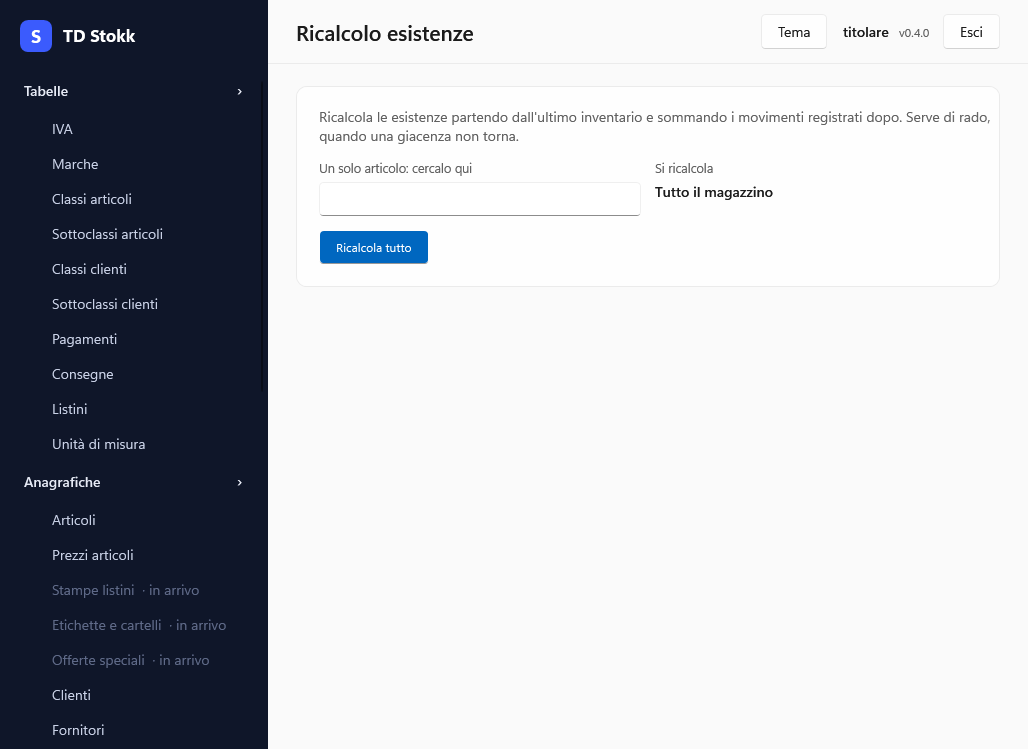 S TD Stokk
Tabelle
IVA
Marche
Classi articoli
Sottoclassi articoli
Classi clienti
Sottoclassi clienti
Pagamenti
Consegne
Listini
Unità di misura
Anagrafiche
Articoli
Prezzi articoli
Stampe listini · in arrivo
Etichette e cartelli · in arrivo
Offerte speciali · in arrivo
Clienti
Fornitori
Ricalcolo esistenze
Tema titolare v0.4.0 Esci
Ricalcola le esistenze partendo dall'ultimo inventario e sommando i movimenti registrati dopo. Serve di rado,
quando una giacenza non torna.
Un solo articolo: cercalo qui
Si ricalcola
Tutto il magazzino
Ricalcola tutto